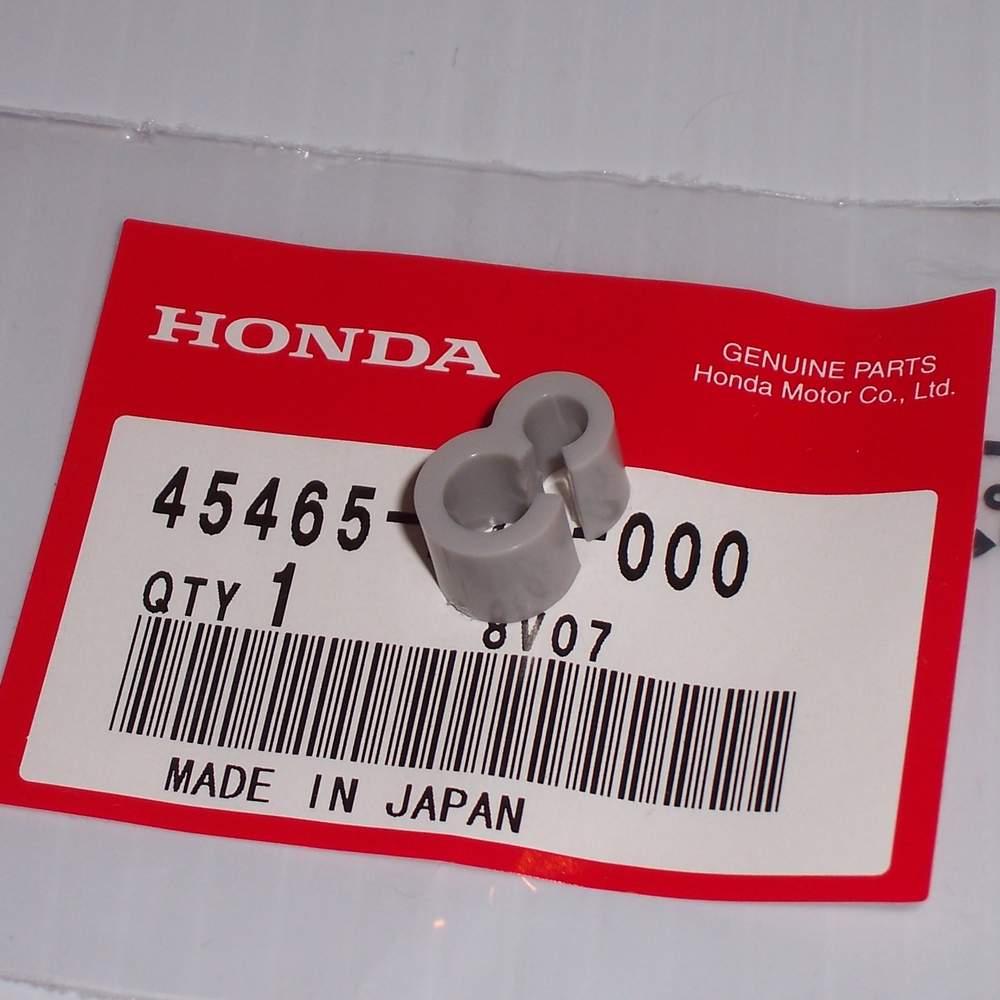 HONDA
GENUINE PARTS
Honda Motor Co., Ltd.
45465- -000
QTY 1
8V07
MADE IN JAPAN